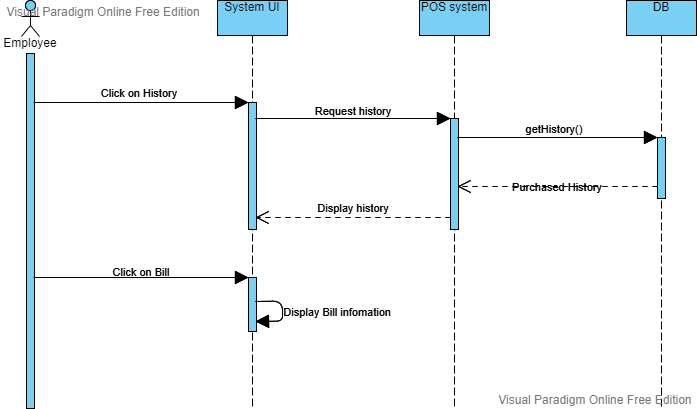 Visual Paradigm Online Free Edition
System UI
POS system
DB
Employee
Click on History
Request history
getHistory()
Purchased History
Display history
Click on Bill
Display Bill infomation
Visual Paradigm Online Free Edition